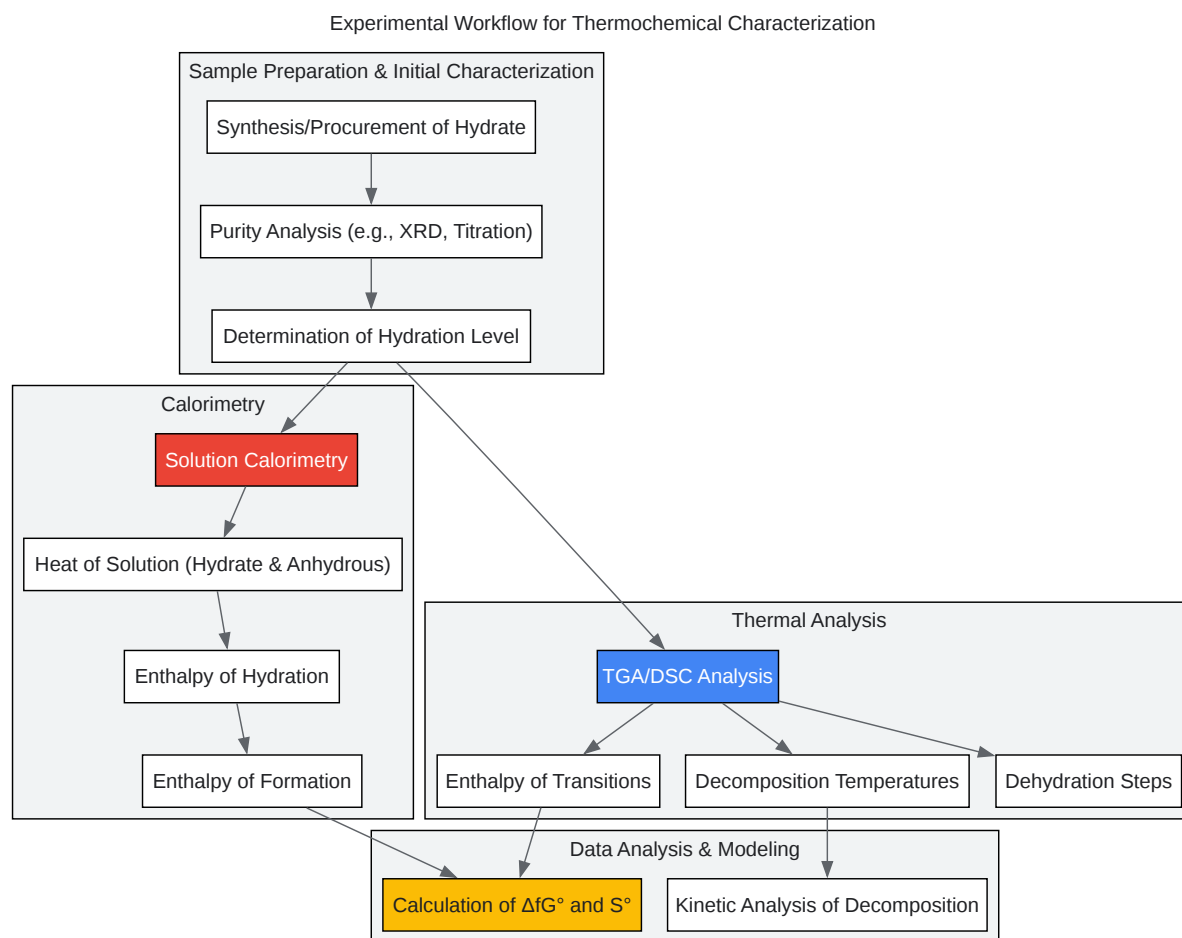 Experimental Workflow for Thermochemical Characterization
Sample Preparation & Initial Characterization
Synthesis/Procurement of Hydrate
Purity Analysis (e.g., XRD, Titration)
Determination of Hydration Level
Calorimetry
Solution Calorimetry
Heat of Solution (Hydrate & Anhydrous)
Enthalpy of Hydration
Enthalpy of Formation
Thermal Analysis
TGA/DSC Analysis
Enthalpy of Transitions
Decomposition Temperatures
Dehydration Steps
Data Analysis & Modeling
Calculation of ΔfG° and S°
Kinetic Analysis of Decomposition